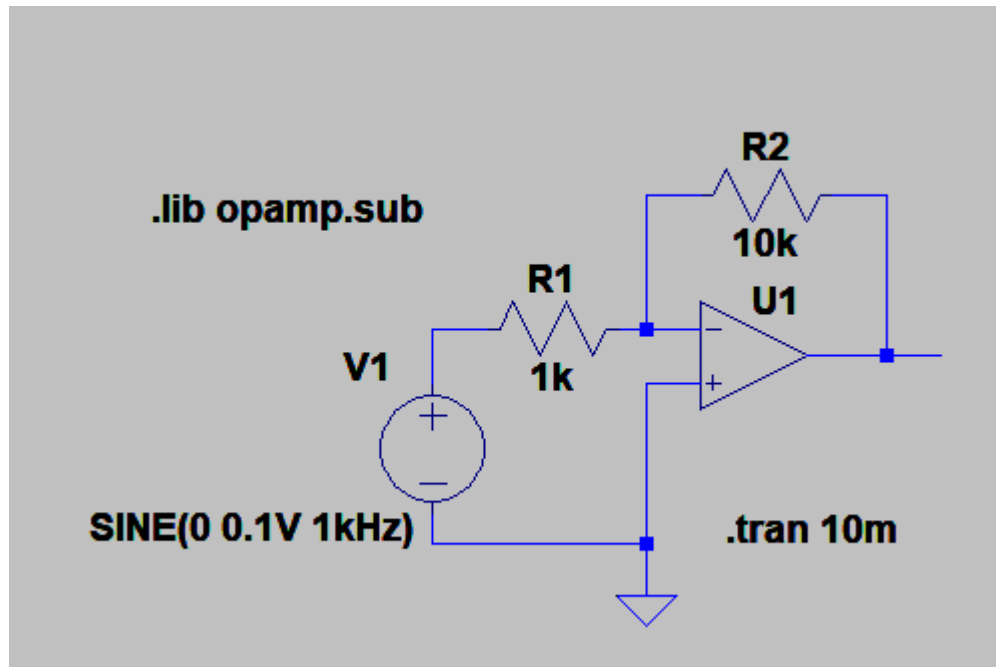 R2
.lib opamp.sub
10k
R1
U1
V1
1k
SINE(0 0.1V 1kHz)
.tran 10m